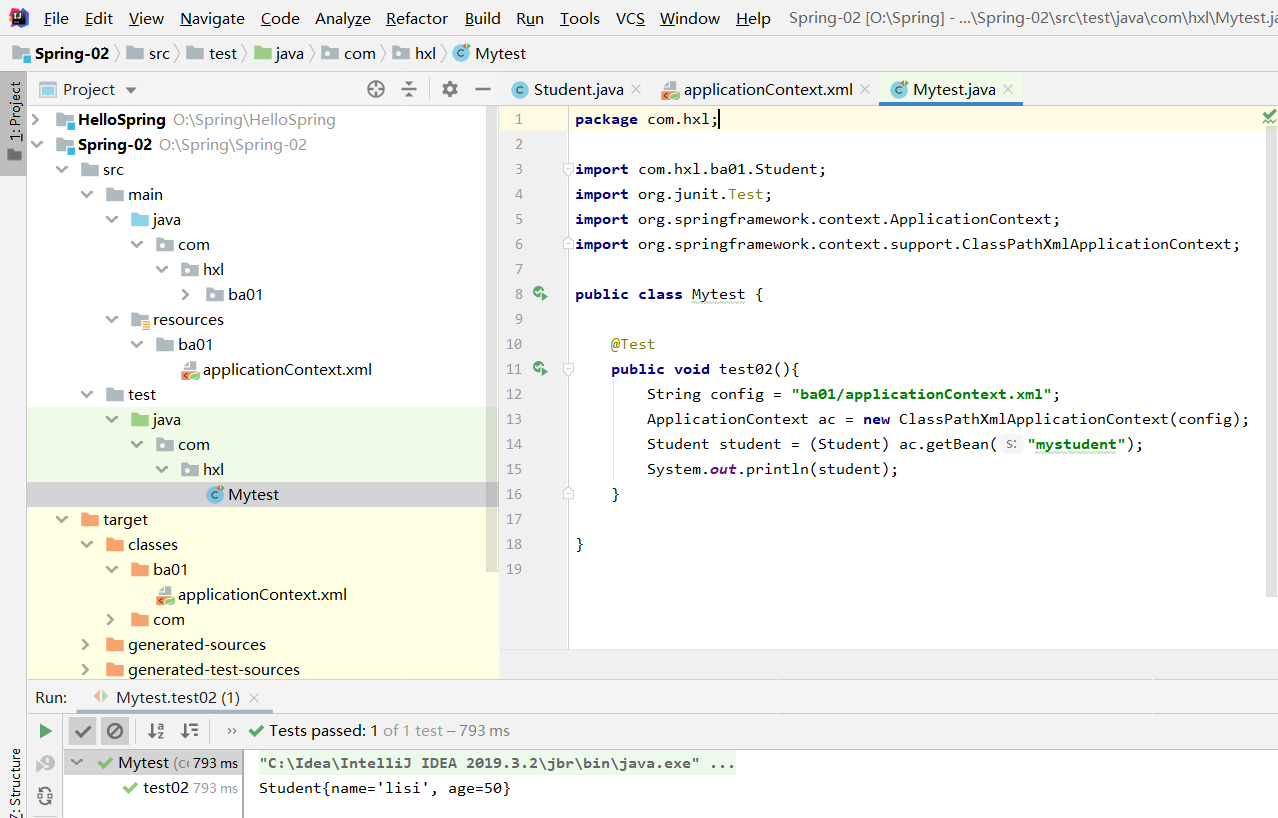 File Edit View Navigate Code Analyze Refactor Build Run Tools VCS Window Help Spring-02 [O:\Spring] - ...\Spring-02\src\test\java\com\hxl\Mytest.ja
Spring-02 src test java com hxl Mytest
1: Project
Project
Student.java applicationContext.xml Mytest.java
HelloSpring O:\Spring\HelloSpring
Spring-02 O:\Spring\Spring-02
src
main
java
com
hxl
ba01
resources
ba01
applicationContext.xml
test
java
com
hxl
Mytest
target
classes
ba01
applicationContext.xml
com
generated-sources
generated-test-sources
1 package com.hxl;
2
3 import com.hxl.ba01.Student;
4 import org.junit.Test;
5 import org.springframework.context.ApplicationContext;
6 import org.springframework.context.support.ClassPathXmlApplicationContext;
7
8 public class Mytest {
9
10 @Test
11 public void test02(){
12 String config = "ba01/applicationContext.xml";
13 ApplicationContext ac = new ClassPathXmlApplicationContext(config);
14 Student student = (Student) ac.getBean( s: "mystudent");
15 System.out.println(student);
16 }
17
18 }
19
Run: Mytest.test02 (1)
» Tests passed: 1 of 1 test – 793 ms
Mytest (cc 793 ms
test02 793 ms
"C:\Idea\IntelliJ IDEA 2019.3.2\jbr\bin\java.exe" ...
Student{name='lisi', age=50}
Z: Structure